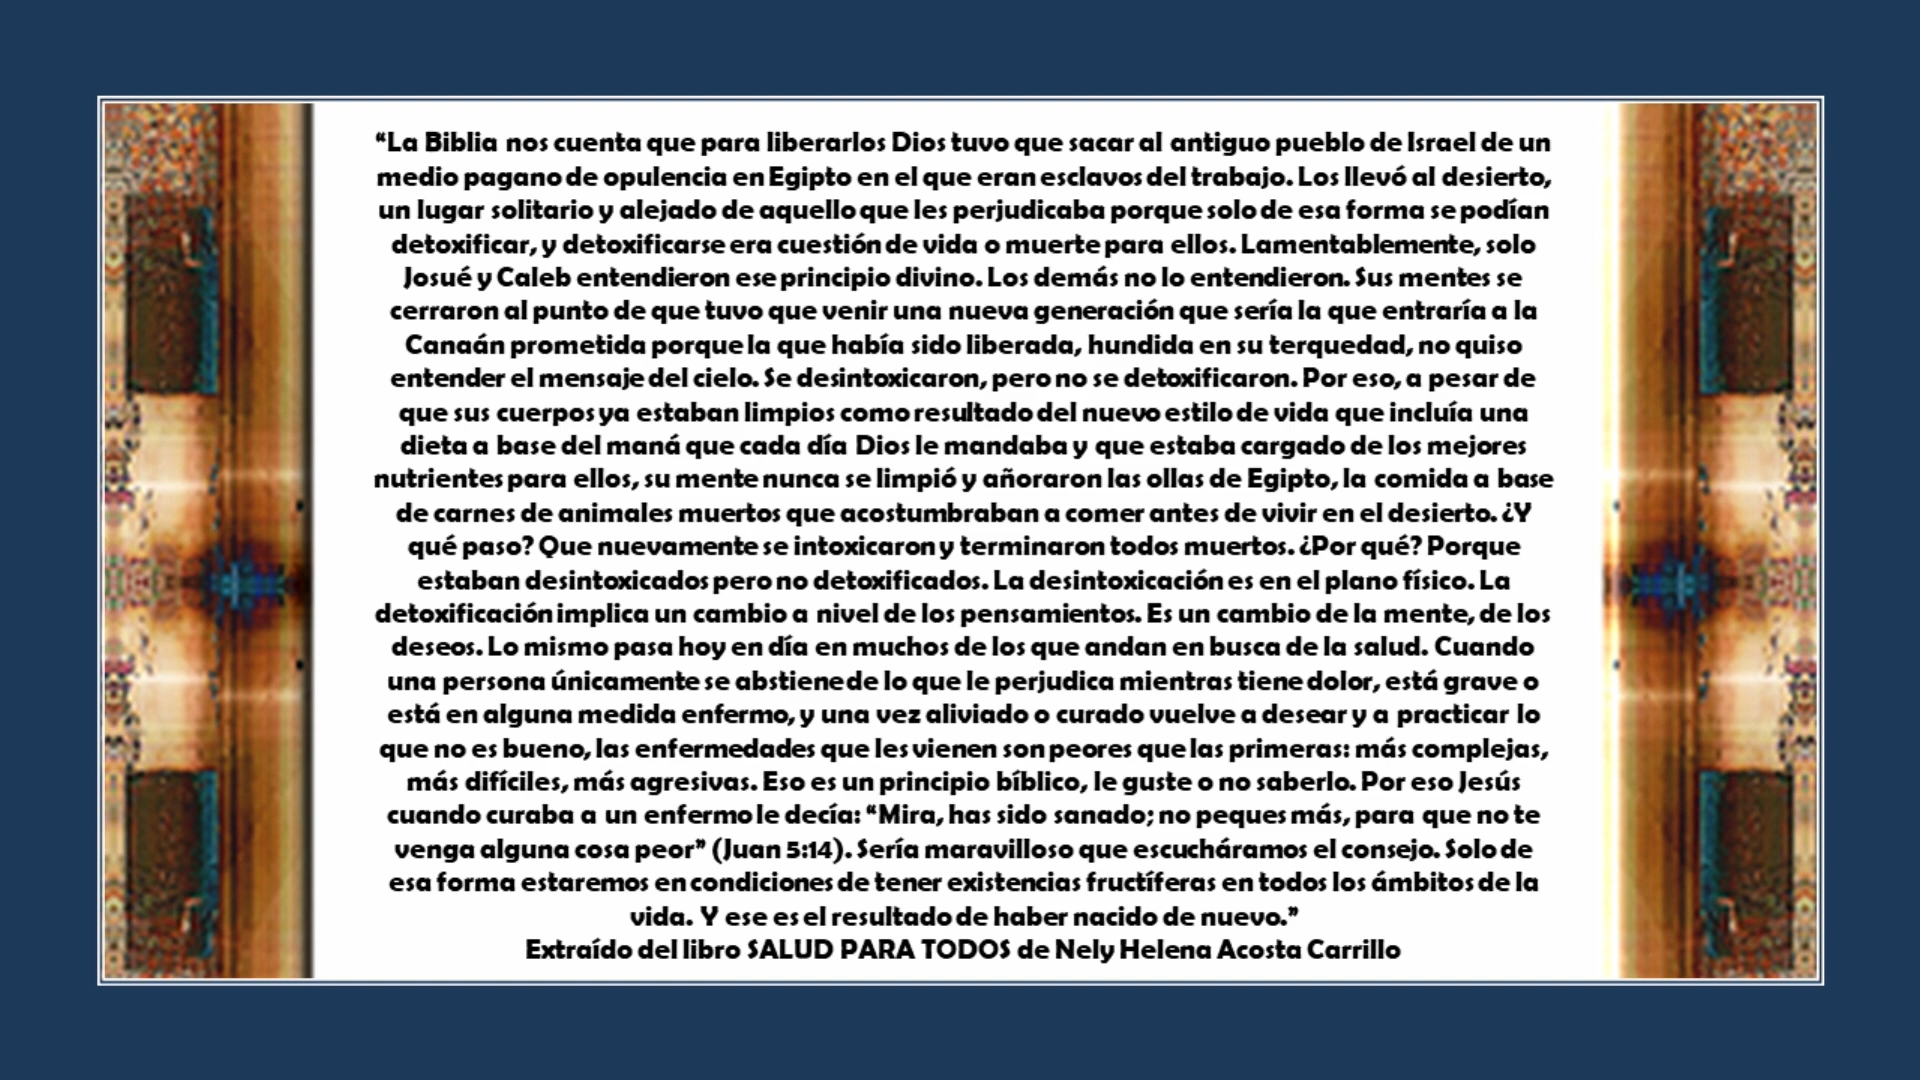 “La Biblia nos cuenta que para liberarlos Dios tuvo que sacar al antiguo pueblo de Israel de un
medio pagano de opulencia en Egipto en el que eran esclavos del trabajo. Los llevó al desierto,
un lugar solitario y alejado de aquello que les perjudicaba porque solo de esa forma se podían
detoxificar, y detoxificarse era cuestión de vida o muerte para ellos. Lamentablemente, solo
Josué y Caleb entendieron ese principio divino. Los demás no lo entendieron. Sus mentes se
cerraron al punto de que tuvo que venir una nueva generación que sería la que entraría a la
Canaán prometida porque la que había sido liberada, hundida en su terquedad, no quiso
entender el mensaje del cielo. Se desintoxicaron, pero no se detoxificaron. Por eso, a pesar de
que sus cuerpos ya estaban limpios como resultado del nuevo estilo de vida que incluía una
dieta a base del maná que cada día Dios le mandaba y que estaba cargado de los mejores
nutrientes para ellos, su mente nunca se limpió y añoraron las ollas de Egipto, la comida a base
de carnes de animales muertos que acostumbraban a comer antes de vivir en el desierto. ¿Y
qué paso? Que nuevamente se intoxicaron y terminaron todos muertos. ¿Por qué? Porque
estaban desintoxicados pero no detoxificados. La desintoxicación es en el plano físico. La
detoxificación implica un cambio a nivel de los pensamientos. Es un cambio de la mente, de los
deseos. Lo mismo pasa hoy en día en muchos de los que andan en busca de la salud. Cuando
una persona únicamente se abstiene de lo que le perjudica mientras tiene dolor, está grave o
está en alguna medida enfermo, y una vez aliviado o curado vuelve a desear y a practicar lo
que no es bueno, las enfermedades que les vienen son peores que las primeras: más complejas,
más difíciles, más agresivas. Eso es un principio bíblico, le guste o no saberlo. Por eso Jesús
cuando curaba a un enfermo le decía: “Mira, has sido sanado; no peques más, para que no te
venga alguna cosa peor” (Juan 5:14). Sería maravilloso que escucháramos el consejo. Solo de
esa forma estaremos en condiciones de tener existencias fructíferas en todos los ámbitos de la
vida. Y ese es el resultado de haber nacido de nuevo.”
Extraído del libro SALUD PARA TODOS de Nely Helena Acosta Carrillo